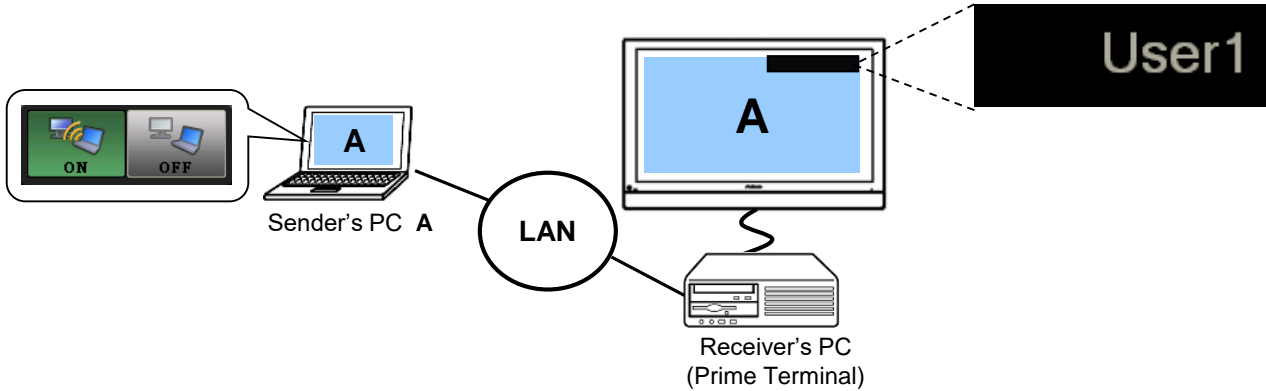 User1
A
A
ON
OFF
LAN
Sender's PC A
Receiver's PC
(Prime Terminal)